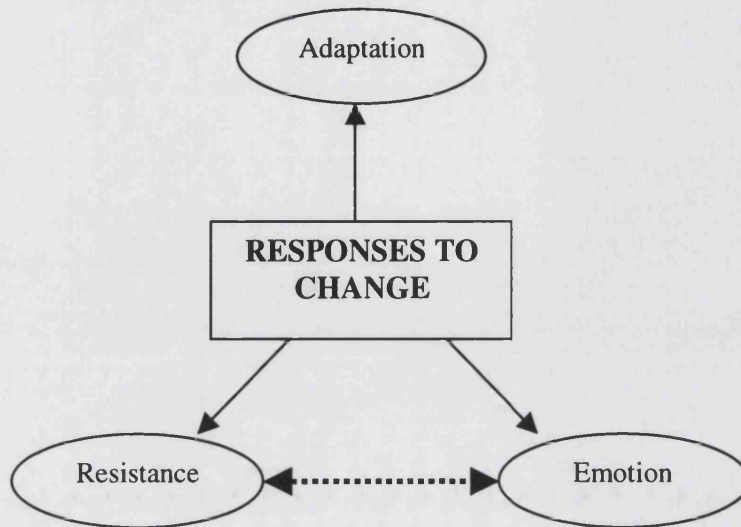 Adaptation
RESPONSES TO
CHANGE
Resistance
Emotion